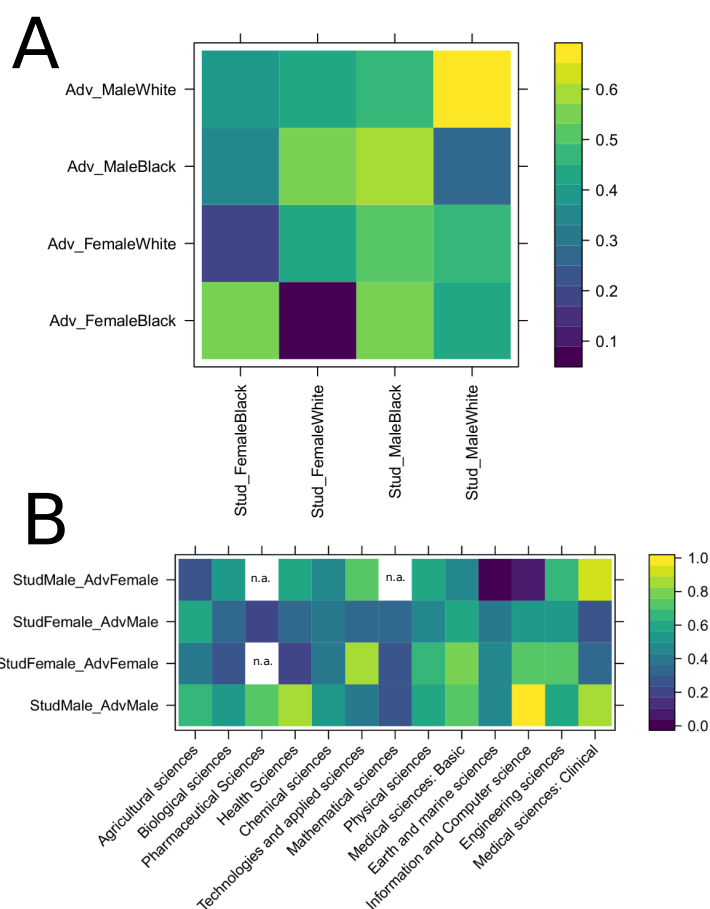 A
Adv_MaleWhite
Adv_MaleBlack
Adv_FemaleWhite
Adv_FemaleBlack
0.6
0.5
0.4
0.3
0.2
0.1
Stud_FemaleBlack
Stud_FemaleWhite
Stud_MaleBlack
Stud_MaleWhite
B
StudMale_AdvFemale
n.a.
n.a.
StudFemale_AdvMale
StudFemale_AdvFemale
n.a.
StudMale_AdvMale
1.0
0.8
0.6
0.4
0.2
0.0
Agricultural sciences
Biological sciences
Pharmaceutical Sciences
Health Sciences
Chemical sciences
Technologies and applied sciences
Mathematical sciences
Physical sciences
Medical sciences: Basic
Earth and marine sciences
Information and Computer science
Engineering sciences
Medical sciences: Clinical